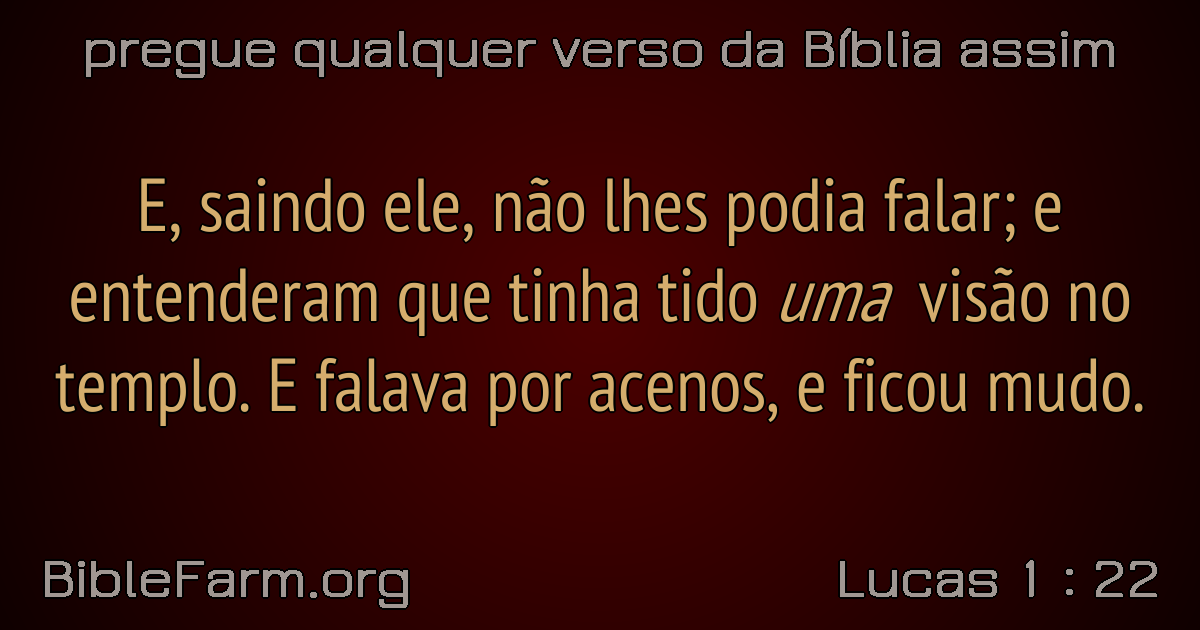 pregue qualquer verso da Bíblia assim
E, saindo ele, não lhes podia falar; e
entenderam que tinha tido uma visão no
templo. E falava por acenos, e ficou mudo.
BibleFarm.org
Lucas 1 : 22